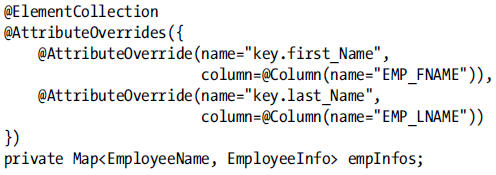 @ElementCollection
@AttributeOverrides({
    @AttributeOverride(name="key.first_Name",
                       column=@Column(name="EMP_FNAME")),
    @AttributeOverride(name="key.last_Name",
                       column=@Column(name="EMP_LNAME"))
})
private Map<EmployeeName, EmployeeInfo> empInfos;